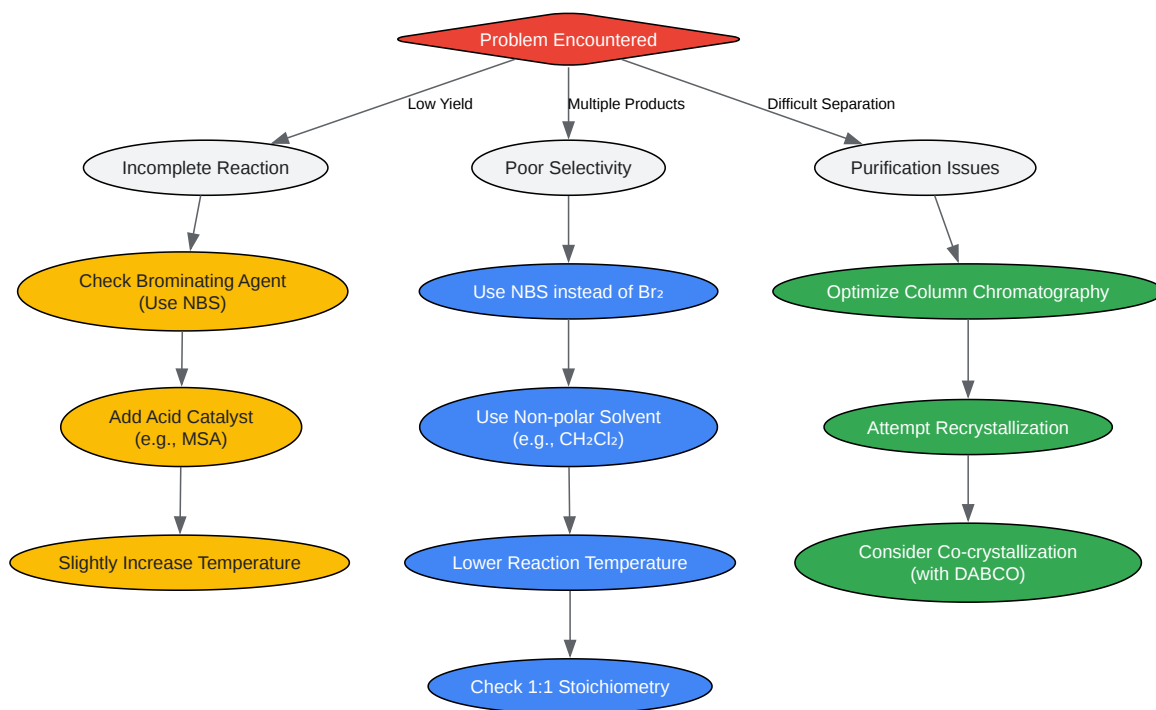 Problem Encountered
Low Yield
Multiple Products
Difficult Separation
Incomplete Reaction
Poor Selectivity
Purification Issues
Check Brominating Agent
(Use NBS)
Use NBS instead of Br₂
Optimize Column Chromatography
Add Acid Catalyst
(e.g., MSA)
Use Non-polar Solvent
(e.g., CH₂Cl₂)
Attempt Recrystallization
Slightly Increase Temperature
Lower Reaction Temperature
Consider Co-crystallization
(with DABCO)
Check 1:1 Stoichiometry